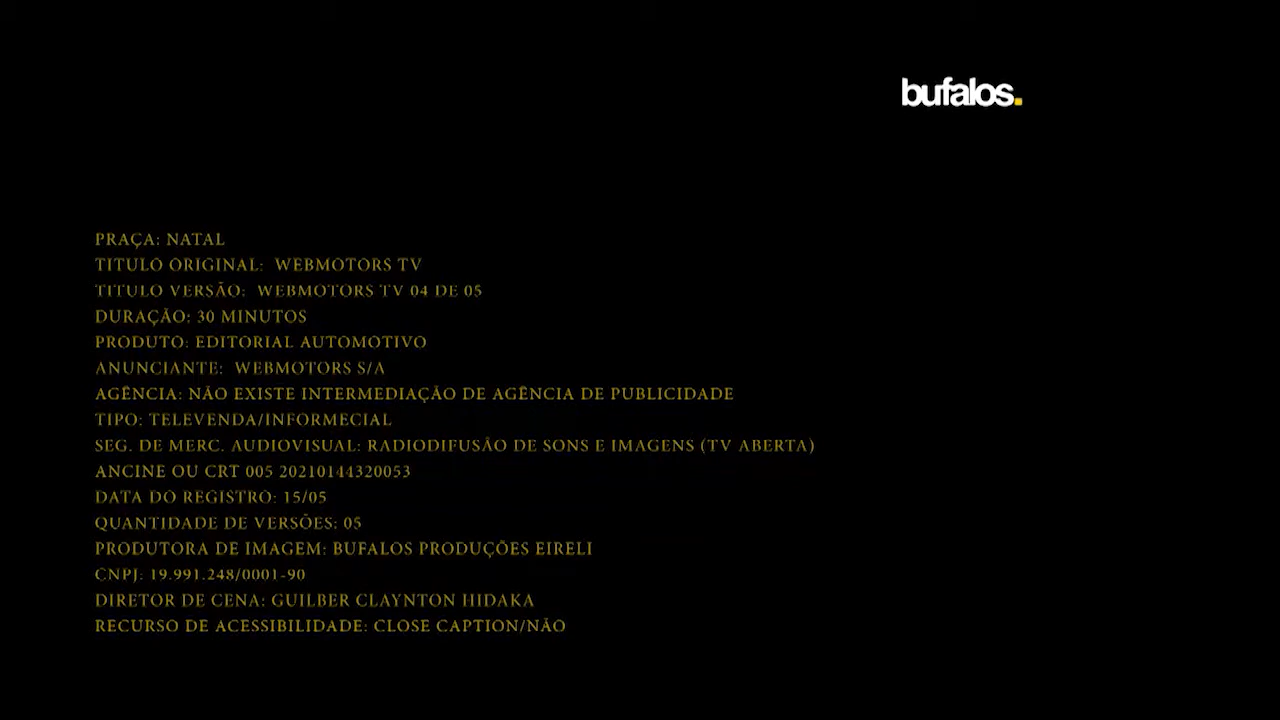 bufalos.
PRAÇA: NATAL
TITULO ORIGINAL: WEBMOTORS TV
TITULO VERSÃO: WEBMOTORS TV 04 DE 05
DURAÇÃO: 30 MINUTOS
PRODUTO: EDITORIAL AUTOMOTIVO
ANUNCIANTE: WEBMOTORS S/A
AGÊNCIA: NÃO EXISTE INTERMEDIAÇÃO DE AGÊNCIA DE PUBLICIDADE
TIPO: TELEVENDA/INFORMECIAL
SEG. DE MERC. AUDIOVISUAL: RADIODIFUSÃO DE SONS E IMAGENS (TV ABERTA)
ANCINE OU CRT 005 20210144320053
DATA DO REGISTRO: 15/05
QUANTIDADE DE VERSÕES: 05
PRODUTORA DE IMAGEM: BUFALOS PRODUÇÕES EIRELI
CNPJ: 19.991.248/0001-90
DIRETOR DE CENA: GUILBER CLAYNTON HIDAKA
RECURSO DE ACESSIBILIDADE: CLOSE CAPTION/NÃO